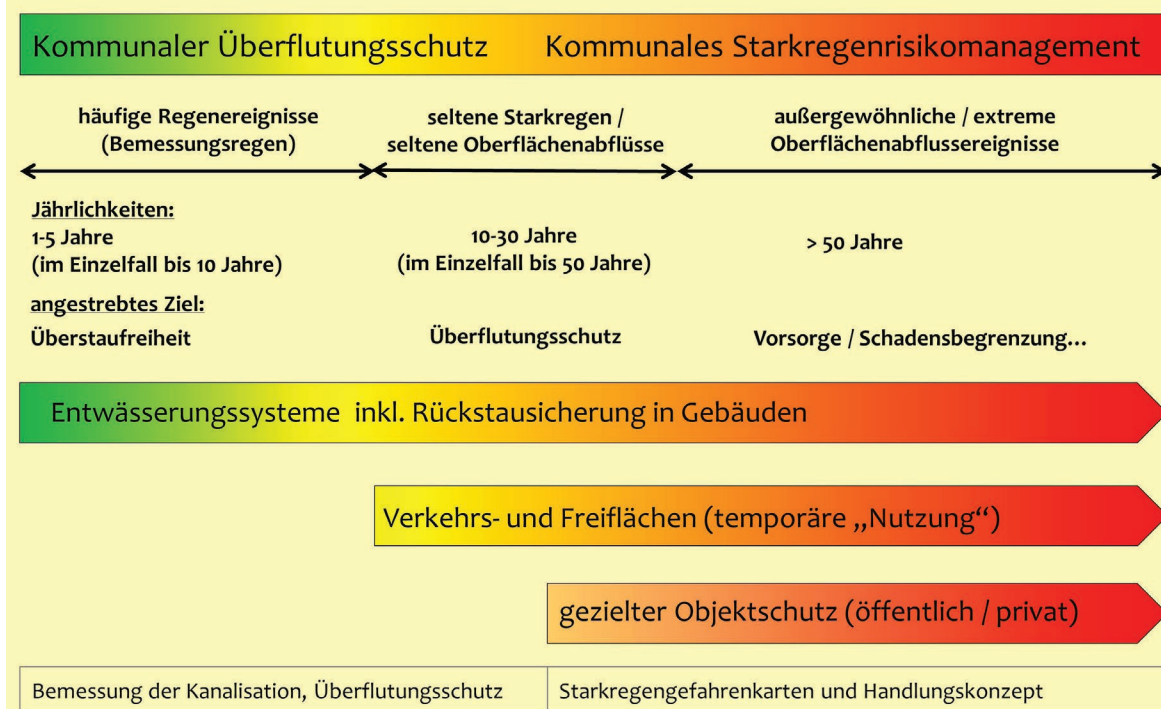 Kommunaler Überflutungsschutz
Kommunales Starkregenrisikomanagement
häufige Regenereignisse
(Bemessungsregen)
seltene Starkregen /
seltene Oberflächenabflüsse
außergewöhnliche / extreme
Oberflächenabflussereignisse
Jährlichkeiten:
1-5 Jahre
(im Einzelfall bis 10 Jahre)
10-30 Jahre
(im Einzelfall bis 50 Jahre)
> 50 Jahre
angestrebtes Ziel:
Überstaufreiheit
Überflutungsschutz
Vorsorge / Schadensbegrenzung...
Entwässerungssysteme inkl. Rückstausicherung in Gebäuden
Verkehrs- und Freiflächen (temporäre „Nutzung“)
gezielter Objektschutz (öffentlich / privat)
Bemessung der Kanalisation, Überflutungsschutz
Starkregengefahrenkarten und Handlungskonzept